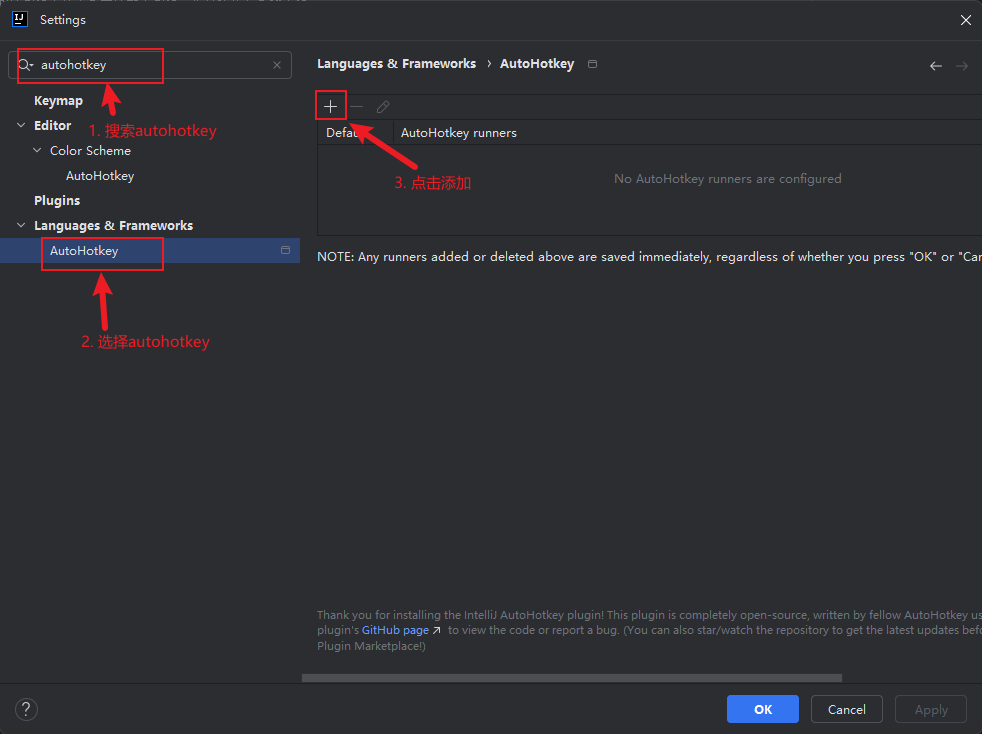 Settings
autohotkey
Keymap
Editor
1. 搜索autohotkey
Color Scheme
AutoHotkey
Plugins
Languages & Frameworks
AutoHotkey
2. 选择autohotkey
Languages & Frameworks › AutoHotkey
AutoHotkey runners
3. 点击添加
No AutoHotkey runners are configured
NOTE: Any runners added or deleted above are saved immediately, regardless of whether you press "OK" or "Can
Thank you for installing the IntelliJ AutoHotkey plugin! This plugin is completely open-source, written by fellow AutoHotkey us
plugin's GitHub page ↗ to view the code or report a bug. (You can also star/watch the repository to get the latest updates befo
Plugin Marketplace!)
?
OK
Cancel
Apply